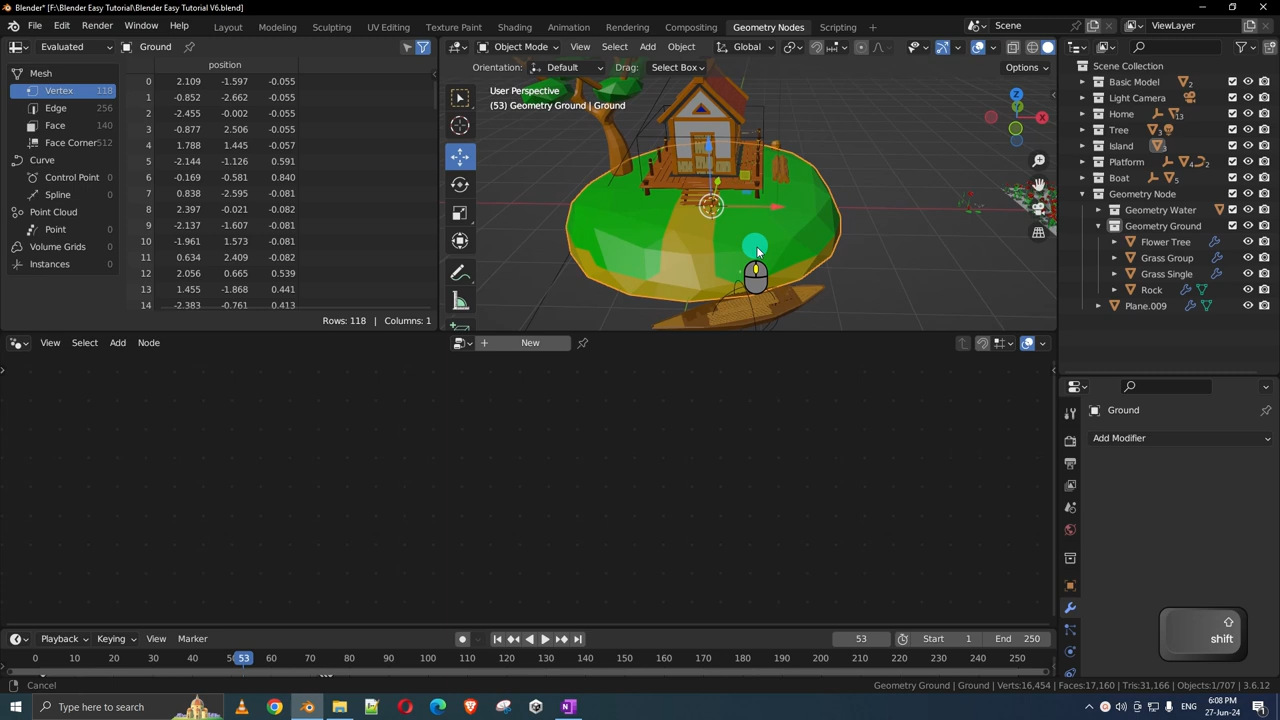 Blender* [F:\Blender Easy Tutorial\Blender Easy Tutorial V6.blend]
File Edit Render Window Help Layout Modeling Sculpting UV Editing Texture Paint Shading Animation Rendering Compositing Geometry Nodes Scripting Scene ViewLayer
Evaluated Ground
Object Mode View Select Add Object Global
Orientation: Default Drag: Select Box Options
User Perspective
(53) Geometry Ground | Ground
Mesh
Vertex 118
Edge 256
Face 140
Face Corner 512
Curve
Control Point 0
Spline 0
Point Cloud
Point 0
Volume Grids 0
Instances 0
position
0 2.109 -1.597 -0.055
1 -0.852 -2.662 -0.055
2 -2.455 -0.002 -0.055
3 -0.877 2.506 -0.055
4 1.788 1.445 -0.057
5 -2.144 -1.126 0.591
6 -0.169 -0.581 0.840
7 0.838 -2.595 -0.081
8 2.397 -0.021 -0.082
9 -2.137 -1.607 -0.081
10 -1.961 1.573 -0.081
11 0.634 2.409 -0.082
12 2.056 0.665 0.539
13 1.455 -1.868 0.441
14 -2.383 -0.761 0.413
Rows: 118 | Columns: 1
Z
Y
X
Scene Collection
Basic Model 2
Light Camera
Home 13
Tree 3
Island 3
Platform 4 2
Boat 5
Geometry Node
Geometry Water
Geometry Ground
Flower Tree
Grass Group
Grass Single
Rock
Plane.009
View Select Add Node New
Ground
Add Modifier
shift
Playback Keying View Marker 53 Start 1 End 250
0 10 20 30 40 50 53 60 70 80 90 100 110 120 130 140 150 160 170 180 190 200 210 220 230 240 250
Cancel Geometry Ground | Ground | Verts:16,454 | Faces:17,160 | Tris:31,166 | Objects:1/707 | 3.6.12
Type here to search ENG 6:08 PM
27-Jun-24